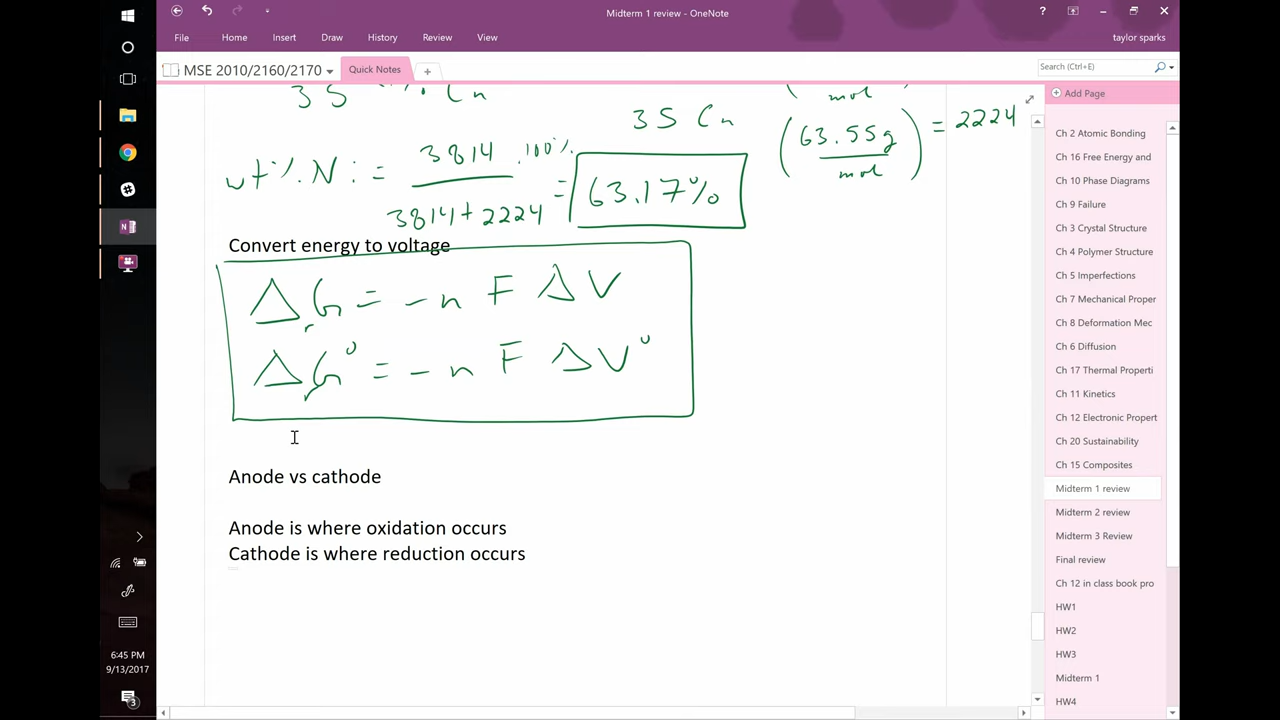 Midterm 1 review - OneNote
?
File Home Insert Draw History Review View
taylor sparks
MSE 2010/2160/2170
Quick Notes
+
Search (Ctrl+E)
Add Page
Ch 2 Atomic Bonding
Ch 16 Free Energy and
Ch 10 Phase Diagrams
Ch 9 Failure
Ch 3 Crystal Structure
Ch 4 Polymer Structure
Ch 5 Imperfections
Ch 7 Mechanical Proper
Ch 8 Deformation Mec
Ch 6 Diffusion
Ch 17 Thermal Properti
Ch 11 Kinetics
Ch 12 Electronic Propert
Ch 20 Sustainability
Ch 15 Composites
Midterm 1 review
Midterm 2 review
Midterm 3 Review
Final review
Ch 12 in class book pro
HW1
HW2
HW3
Midterm 1
HW4
mol
35 Cu
(63.55g / mol) = 2224
wt% Ni = 3814 / 3814+2224 · 100% = 63.17%
Convert energy to voltage
ΔrG = -n F ΔV
ΔrG° = -n F ΔV°
Anode vs cathode
Anode is where oxidation occurs
Cathode is where reduction occurs
6:45 PM
9/13/2017
3